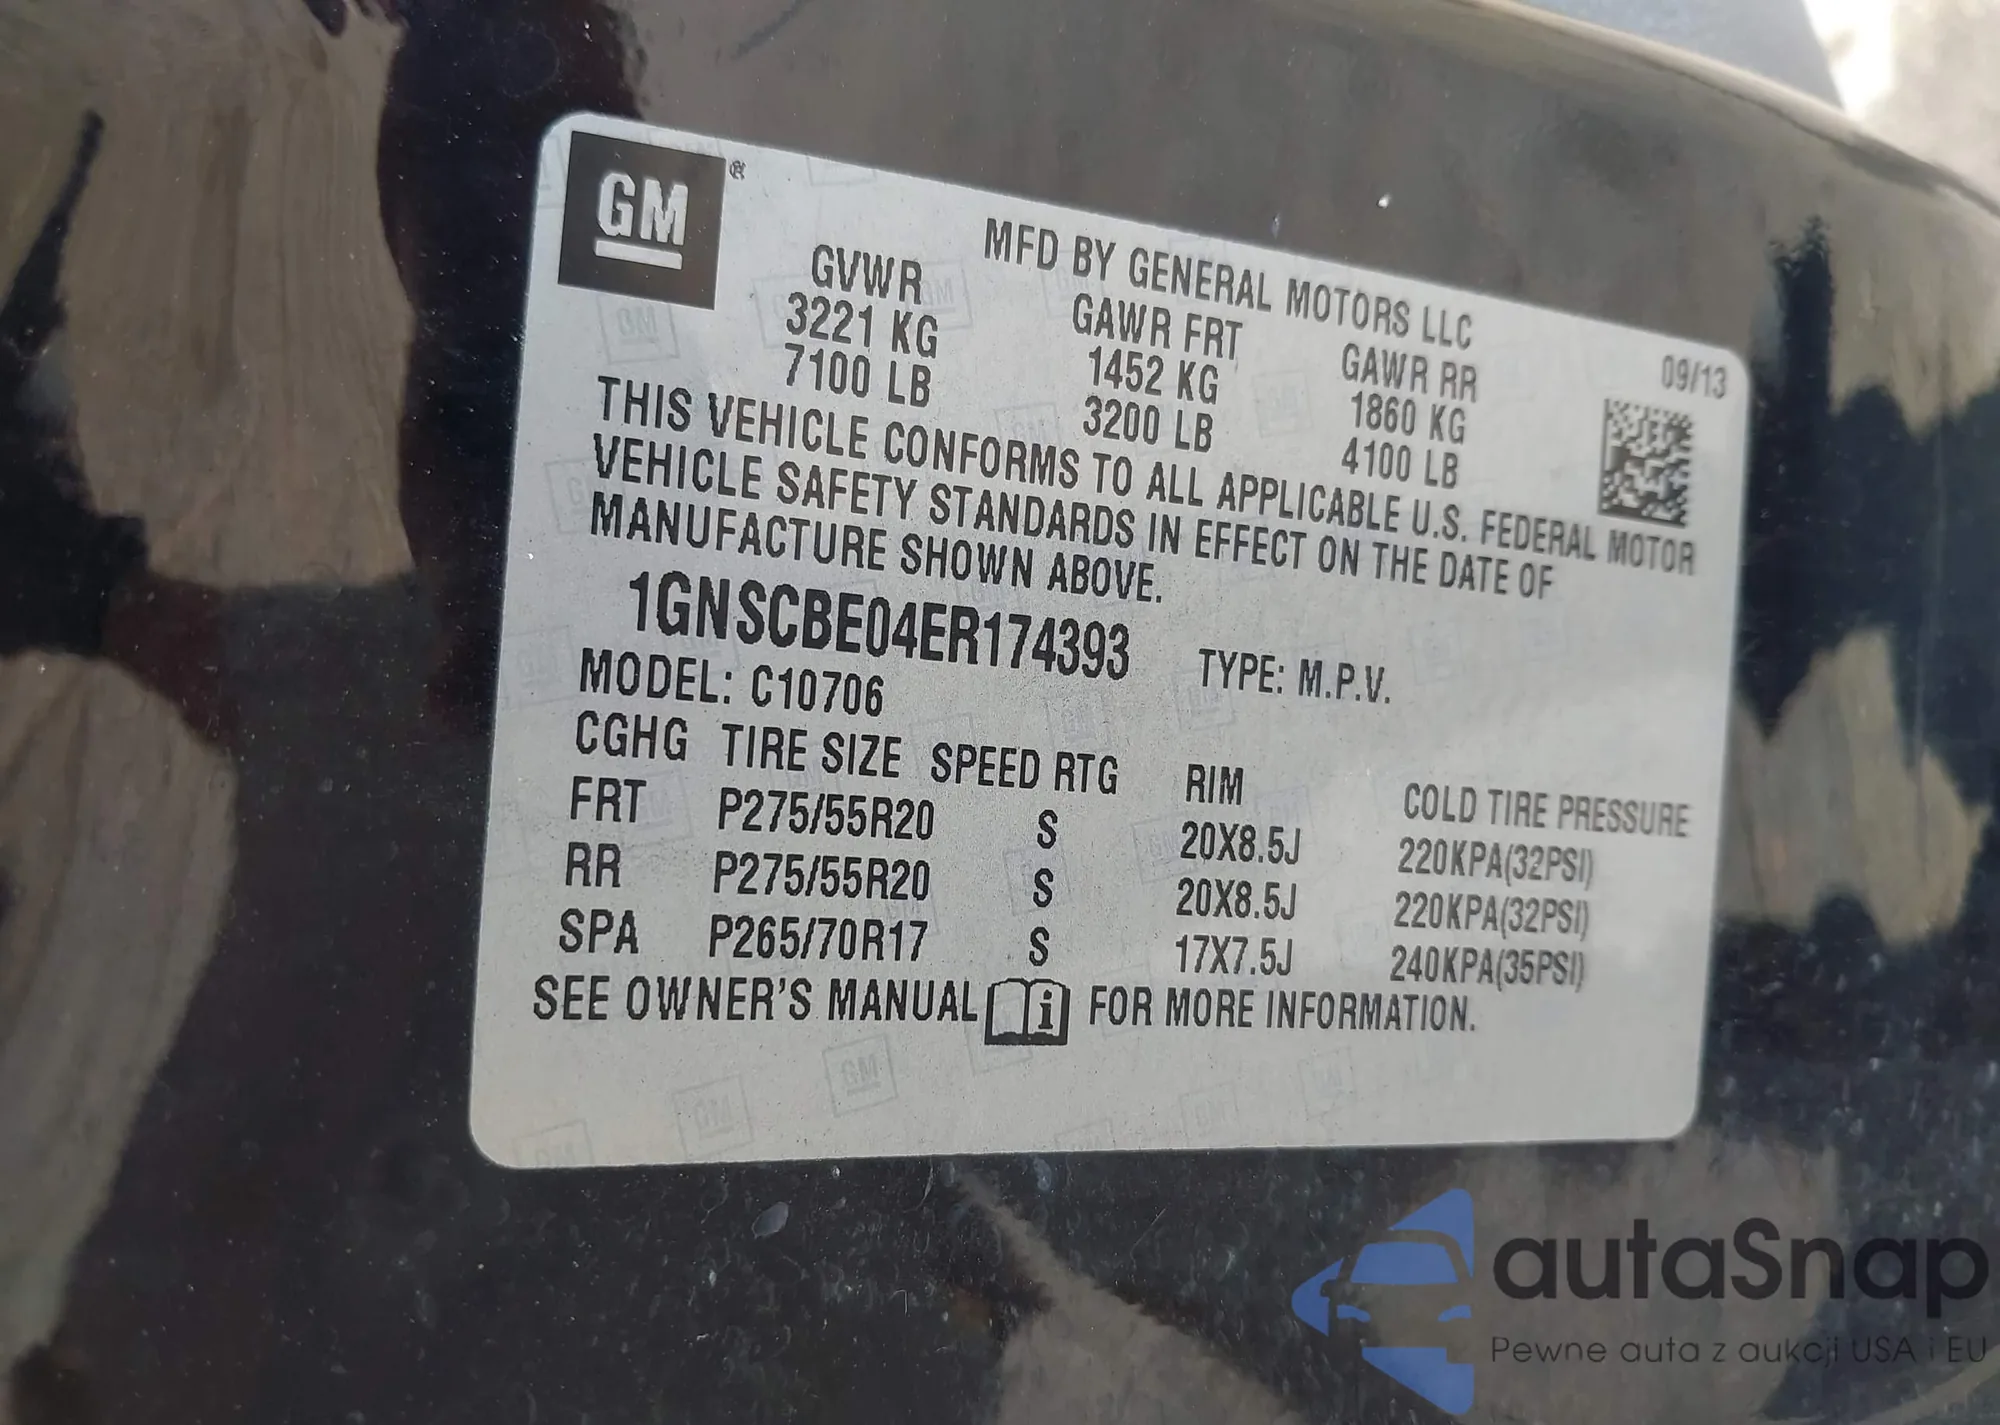 GM ®
MFD BY GENERAL MOTORS LLC
09/13
GVWR GAWR FRT GAWR RR
3221 KG 1452 KG 1860 KG
7100 LB 3200 LB 4100 LB
THIS VEHICLE CONFORMS TO ALL APPLICABLE U.S. FEDERAL MOTOR
VEHICLE SAFETY STANDARDS IN EFFECT ON THE DATE OF
MANUFACTURE SHOWN ABOVE.
1GNSCBE04ER174393 TYPE: M.P.V.
MODEL: C10706
CGHG TIRE SIZE SPEED RTG RIM COLD TIRE PRESSURE
FRT P275/55R20 S 20X8.5J 220KPA(32PSI)
RR P275/55R20 S 20X8.5J 220KPA(32PSI)
SPA P265/70R17 S 17X7.5J 240KPA(35PSI)
SEE OWNER'S MANUAL i FOR MORE INFORMATION.
autaSnap
Pewne auta z aukcji USA i EU